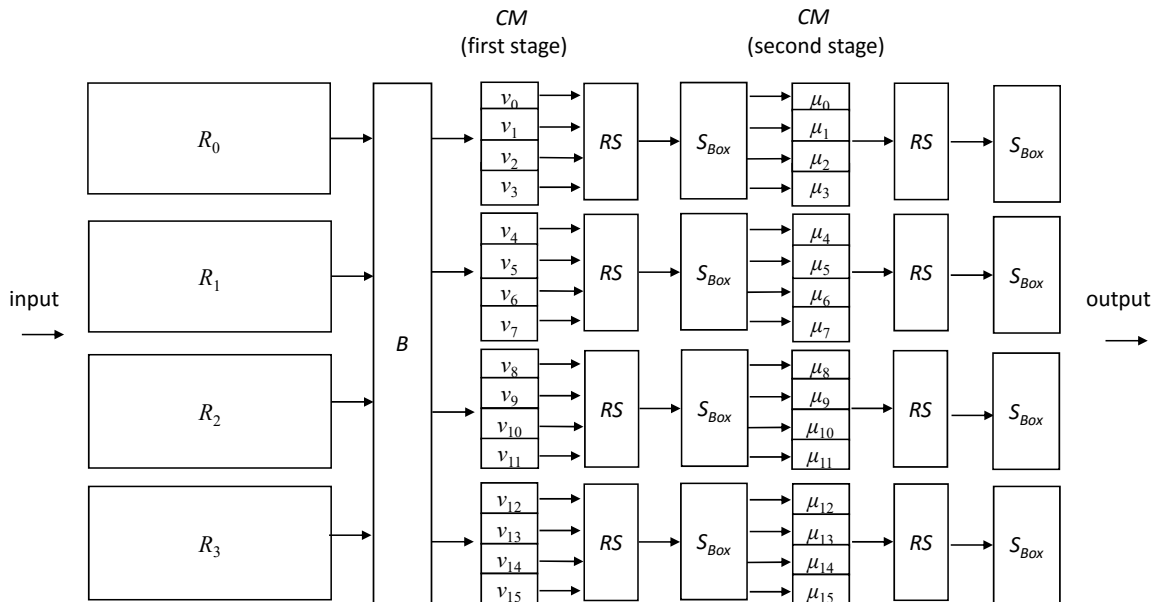 CM
(first stage)
CM
(second stage)
R0
v0
v1
v2
v3
RS
SBox
μ0
μ1
μ2
μ3
RS
SBox
input
R1
v4
v5
v6
v7
RS
SBox
μ4
μ5
μ6
μ7
RS
SBox
output
B
R2
v8
v9
v10
v11
RS
SBox
μ8
μ9
μ10
μ11
RS
SBox
R3
v12
v13
v14
v15
RS
SBox
μ12
μ13
μ14
μ15
RS
SBox